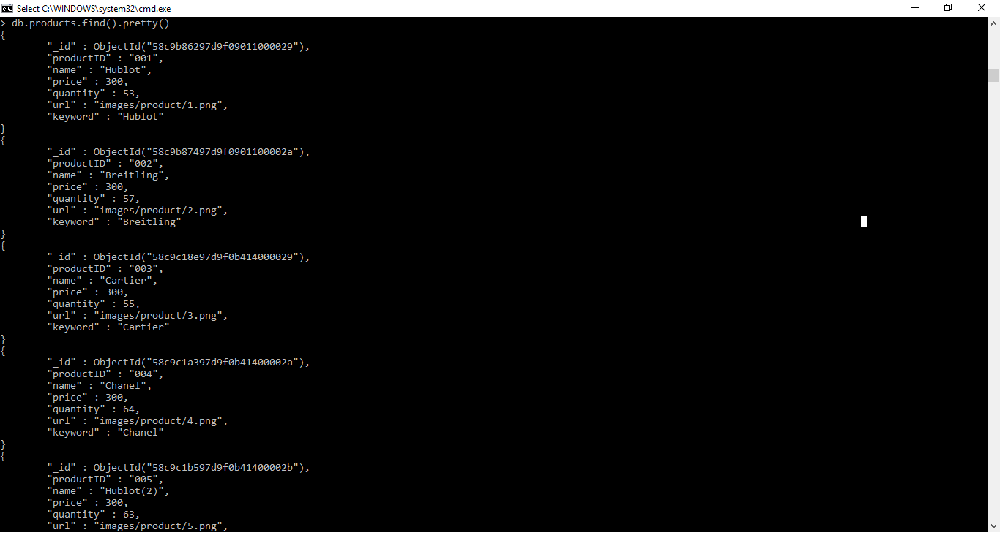 Select C:\WINDOWS\system32\cmd.exe
> db.products.find().pretty()
{
        "_id" : ObjectId("58c9b86297d9f09011000029"),
        "productID" : "001",
        "name" : "Hublot",
        "price" : 300,
        "quantity" : 53,
        "url" : "images/product/1.png",
        "keyword" : "Hublot"
}
{
        "_id" : ObjectId("58c9b87497d9f0901100002a"),
        "productID" : "002",
        "name" : "Breitling",
        "price" : 300,
        "quantity" : 57,
        "url" : "images/product/2.png",
        "keyword" : "Breitling"
}
{
        "_id" : ObjectId("58c9c18e97d9f0b414000029"),
        "productID" : "003",
        "name" : "Cartier",
        "price" : 300,
        "quantity" : 55,
        "url" : "images/product/3.png",
        "keyword" : "Cartier"
}
{
        "_id" : ObjectId("58c9c1a397d9f0b41400002a"),
        "productID" : "004",
        "name" : "Chanel",
        "price" : 300,
        "quantity" : 64,
        "url" : "images/product/4.png",
        "keyword" : "Chanel"
}
{
        "_id" : ObjectId("58c9c1b597d9f0b41400002b"),
        "productID" : "005",
        "name" : "Hublot(2)",
        "price" : 300,
        "quantity" : 63,
        "url" : "images/product/5.png",